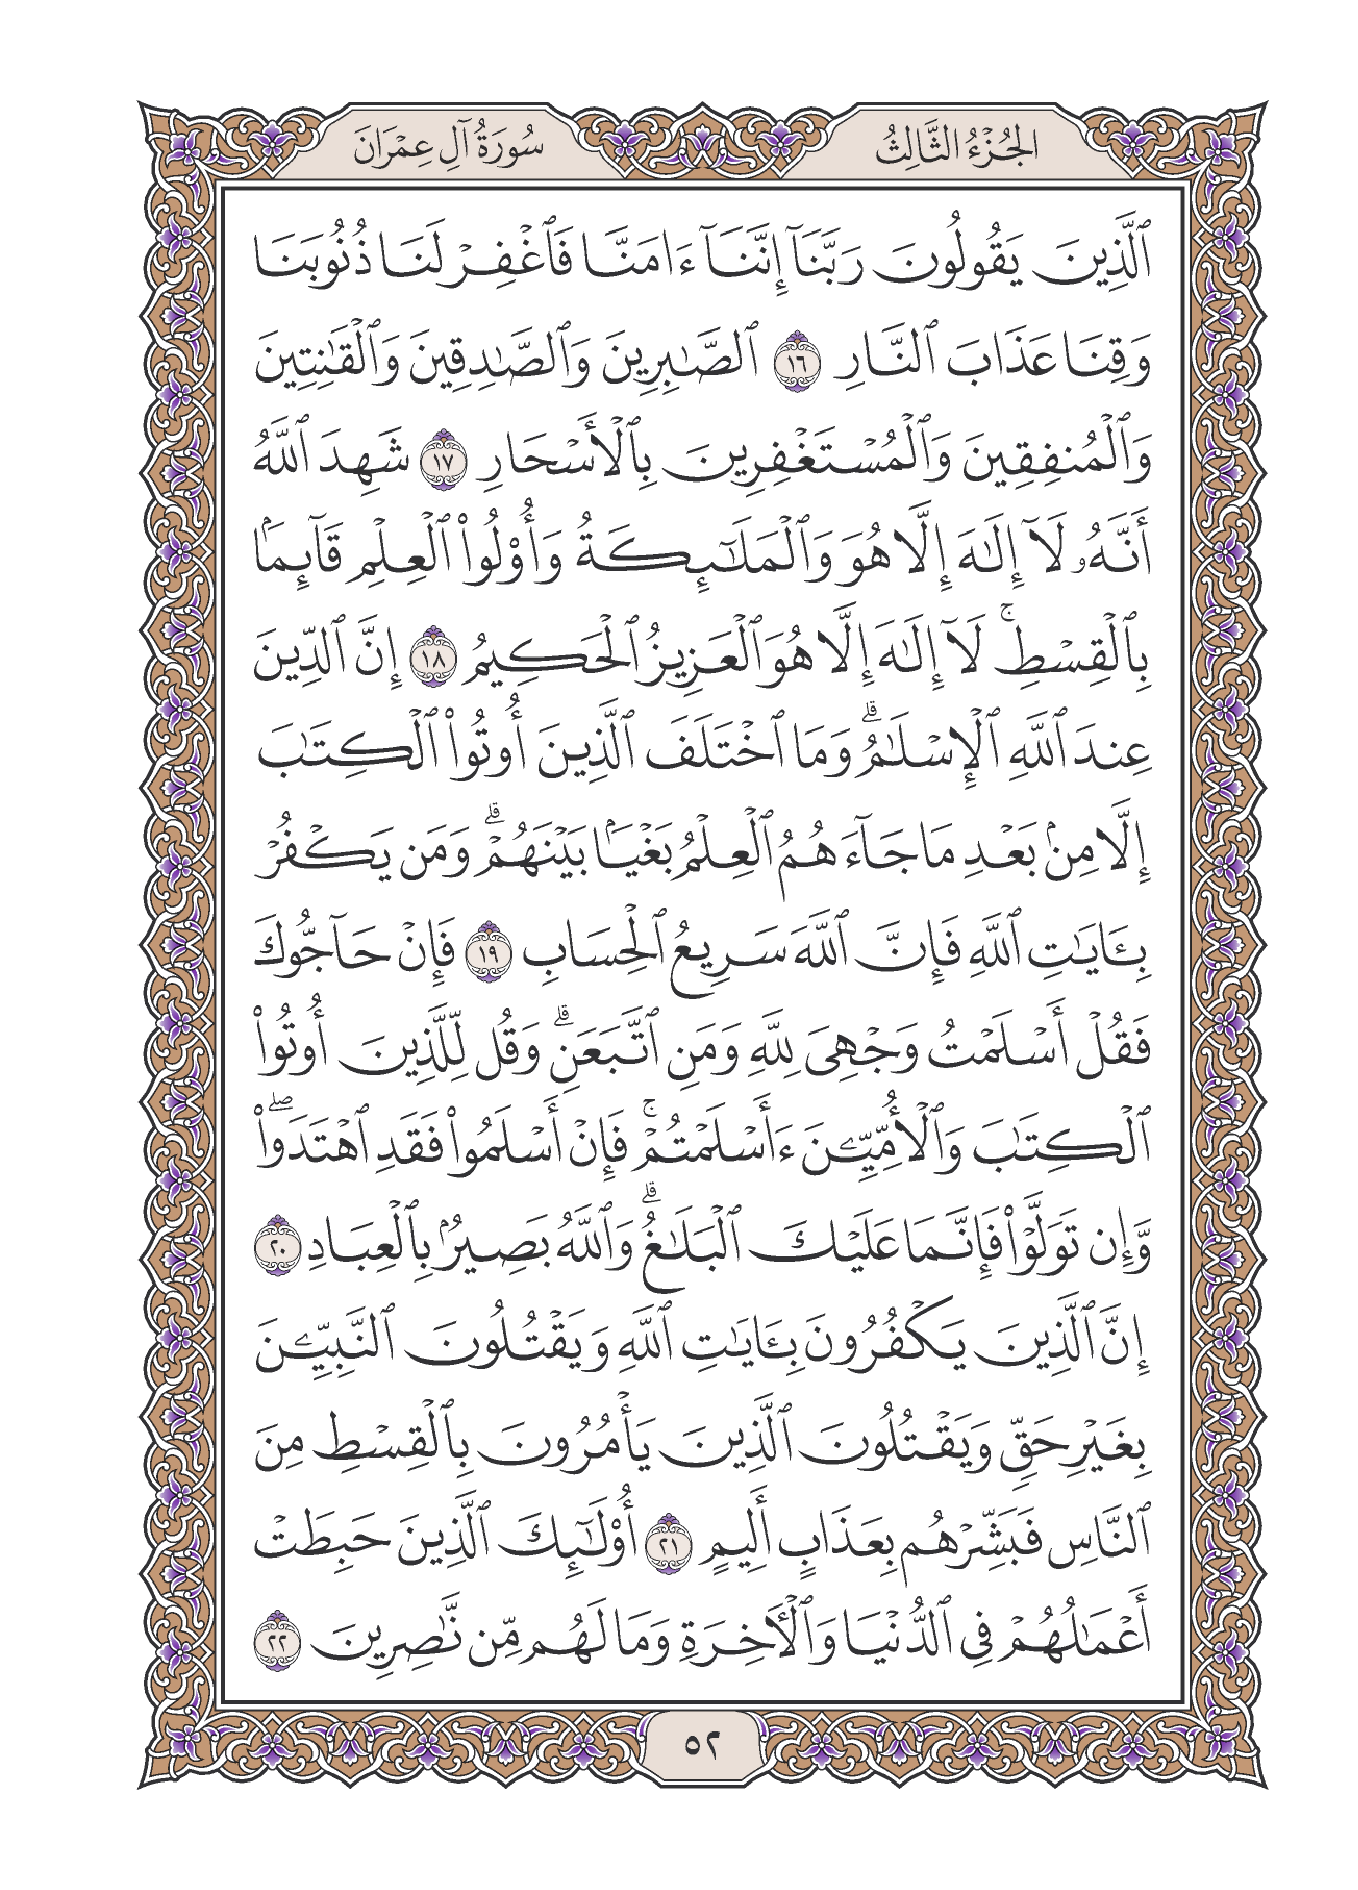 الجُزْءُ الثَّالِثُ
سُورَةُ آلِ عِمْرَانَ
ٱلَّذِينَ يَقُولُونَ رَبَّنَآ إِنَّنَآ ءَامَنَّا فَٱغْفِرْ لَنَا ذُنُوبَنَا
وَقِنَا عَذَابَ ٱلنَّارِ ١٦ ٱلصَّٰبِرِينَ وَٱلصَّٰدِقِينَ وَٱلْقَٰنِتِينَ
وَٱلْمُنفِقِينَ وَٱلْمُسْتَغْفِرِينَ بِٱلْأَسْحَارِ ١٧ شَهِدَ ٱللَّهُ
أَنَّهُۥ لَآ إِلَٰهَ إِلَّا هُوَ وَٱلْمَلَٰٓئِكَةُ وَأُو۟لُوا۟ ٱلْعِلْمِ قَآئِمَۢا
بِٱلْقِسْطِ ۚ لَآ إِلَٰهَ إِلَّا هُوَ ٱلْعَزِيزُ ٱلْحَكِيمُ ١٨ إِنَّ ٱلدِّينَ
عِندَ ٱللَّهِ ٱلْإِسْلَٰمُ ۗ وَمَا ٱخْتَلَفَ ٱلَّذِينَ أُوتُوا۟ ٱلْكِتَٰبَ
إِلَّا مِنۢ بَعْدِ مَا جَآءَهُمُ ٱلْعِلْمُ بَغْيَۢا بَيْنَهُمْ ۗ وَمَن يَكْفُرْ
بِـَٔايَٰتِ ٱللَّهِ فَإِنَّ ٱللَّهَ سَرِيعُ ٱلْحِسَابِ ١٩ فَإِنْ حَآجُّوكَ
فَقُلْ أَسْلَمْتُ وَجْهِىَ لِلَّهِ وَمَنِ ٱتَّبَعَنِ ۗ وَقُل لِّلَّذِينَ أُوتُوا۟
ٱلْكِتَٰبَ وَٱلْأُمِّيِّـۧنَ ءَأَسْلَمْتُمْ ۚ فَإِنْ أَسْلَمُوا۟ فَقَدِ ٱهْتَدَوا۟ ۖ
وَّإِن تَوَلَّوْا۟ فَإِنَّمَا عَلَيْكَ ٱلْبَلَٰغُ ۗ وَٱللَّهُ بَصِيرُۢ بِٱلْعِبَادِ ٢٠
إِنَّ ٱلَّذِينَ يَكْفُرُونَ بِـَٔايَٰتِ ٱللَّهِ وَيَقْتُلُونَ ٱلنَّبِيِّـۧنَ
بِغَيْرِ حَقٍّ وَيَقْتُلُونَ ٱلَّذِينَ يَأْمُرُونَ بِٱلْقِسْطِ مِنَ
ٱلنَّاسِ فَبَشِّرْهُم بِعَذَابٍ أَلِيمٍ ٢١ أُو۟لَٰٓئِكَ ٱلَّذِينَ حَبِطَتْ
أَعْمَٰلُهُمْ فِى ٱلدُّنْيَا وَٱلْـَٔاخِرَةِ وَمَا لَهُم مِّن نَّٰصِرِينَ ٢٢
٥٢